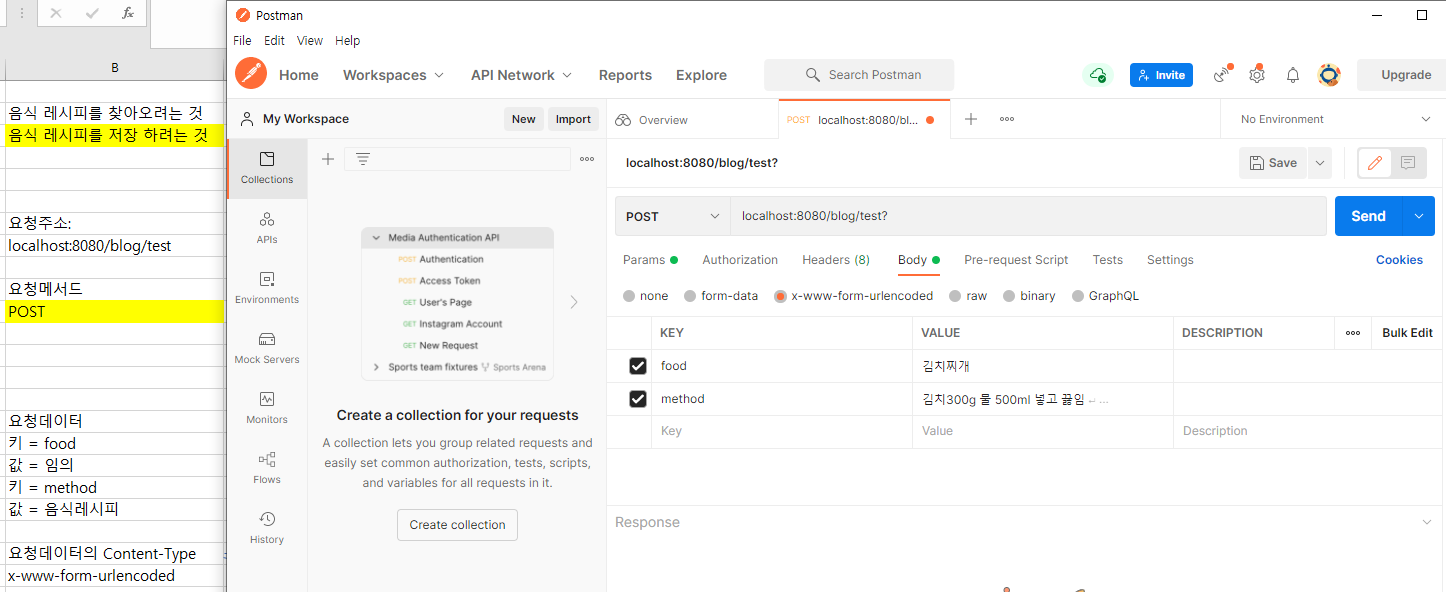 fx
B
음식 레시피를 찾아오려는 것
음식 레시피를 저장 하려는 것
요청주소:
localhost:8080/blog/test
요청메서드
POST
요청데이터
키 = food
값 = 임의
키 = method
값 = 음식레시피
요청데이터의 Content-Type
x-www-form-urlencoded
Postman
File Edit View Help
Home Workspaces API Network Reports Explore Search Postman Invite Upgrade
My Workspace New Import
Overview POST localhost:8080/bl... No Environment
Collections
APIs
Environments
Mock Servers
Monitors
Flows
History
Media Authentication API
POST Authentication
POST Access Token
GET User's Page
GET Instagram Account
GET New Request
Sports team fixtures Sports Arena
Create a collection for your requests
A collection lets you group related requests and
easily set common authorization, tests, scripts,
and variables for all requests in it.
Create collection
localhost:8080/blog/test? Save
POST localhost:8080/blog/test? Send
Params Authorization Headers (8) Body Pre-request Script Tests Settings Cookies
none form-data x-www-form-urlencoded raw binary GraphQL
KEY VALUE DESCRIPTION Bulk Edit
food 김치찌개
method 김치300g 물 500ml 넣고 끓임 ↵ ...
Key Value Description
Response